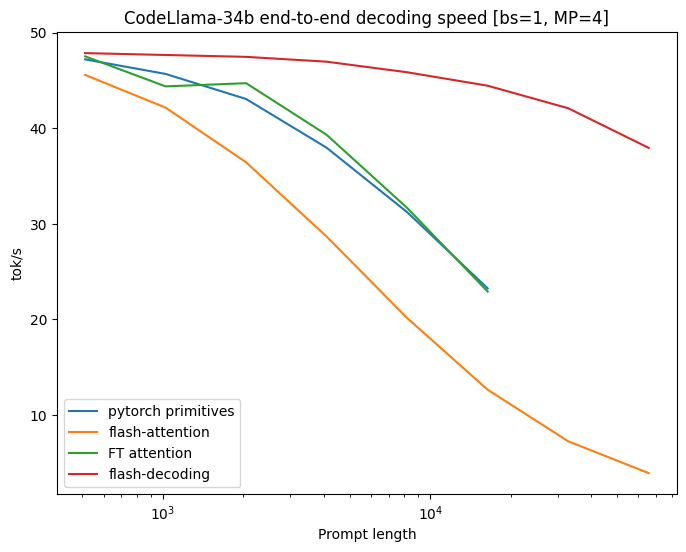 CodeLlama-34b end-to-end decoding speed [bs=1, MP=4]
50
40
30
20
10
tok/s
pytorch primitives
flash-attention
FT attention
flash-decoding
10³
10⁴
Prompt length